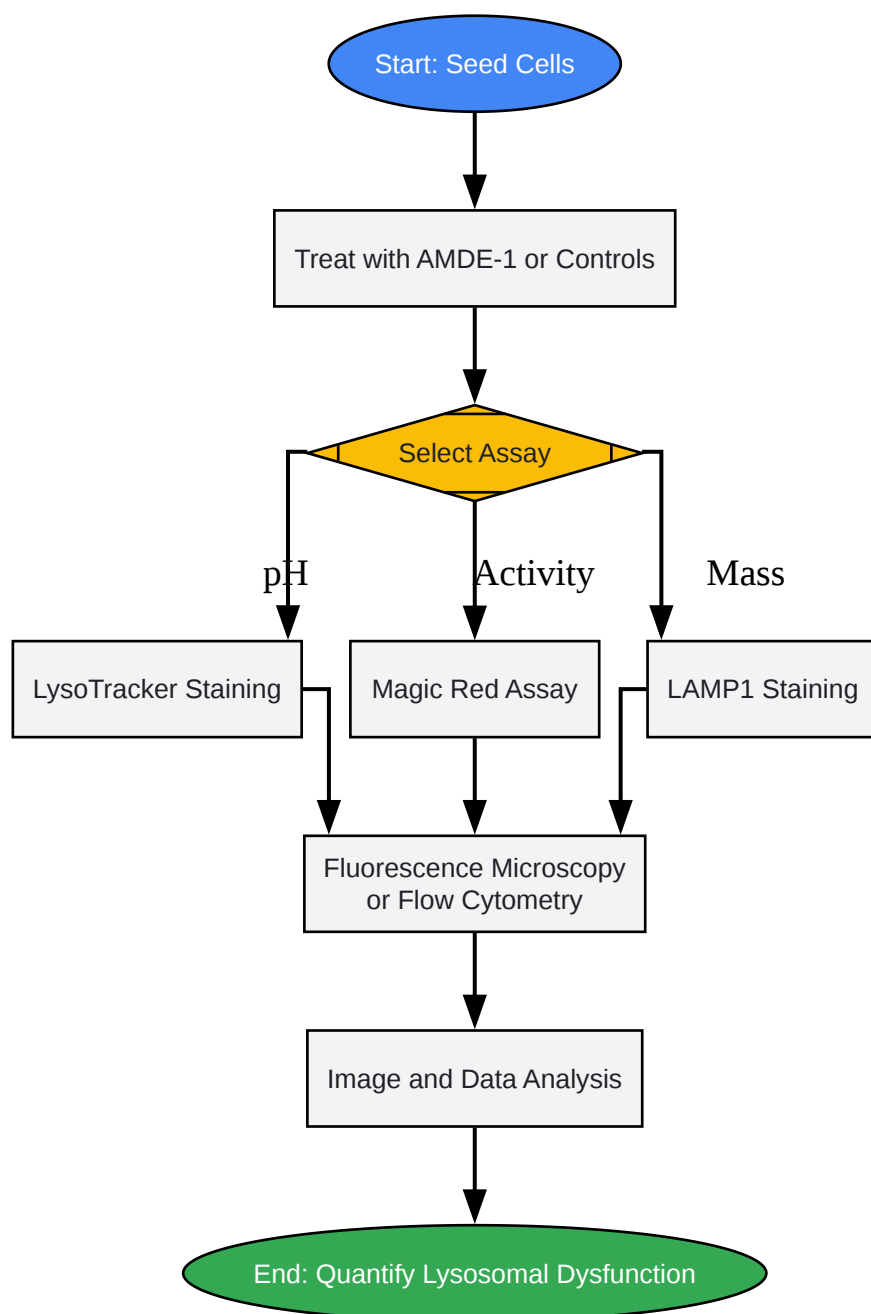 Start: Seed Cells
Treat with AMDE-1 or Controls
Select Assay
pH
Activity
Mass
LysoTracker Staining
Magic Red Assay
LAMP1 Staining
Fluorescence Microscopy
or Flow Cytometry
Image and Data Analysis
End: Quantify Lysosomal Dysfunction